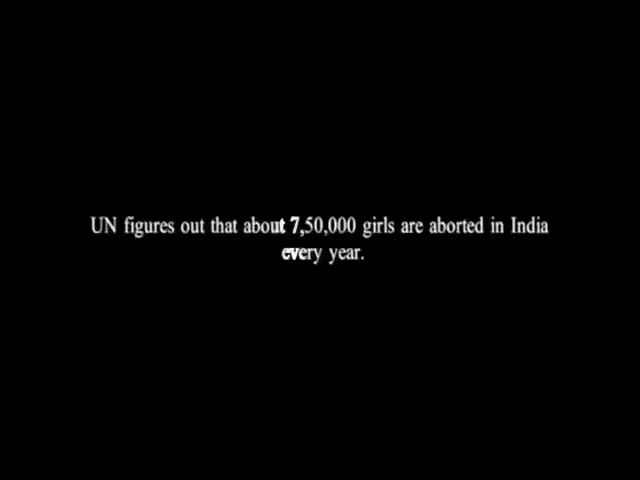 UN figures out that about 7,50,000 girls are aborted in India
every year.